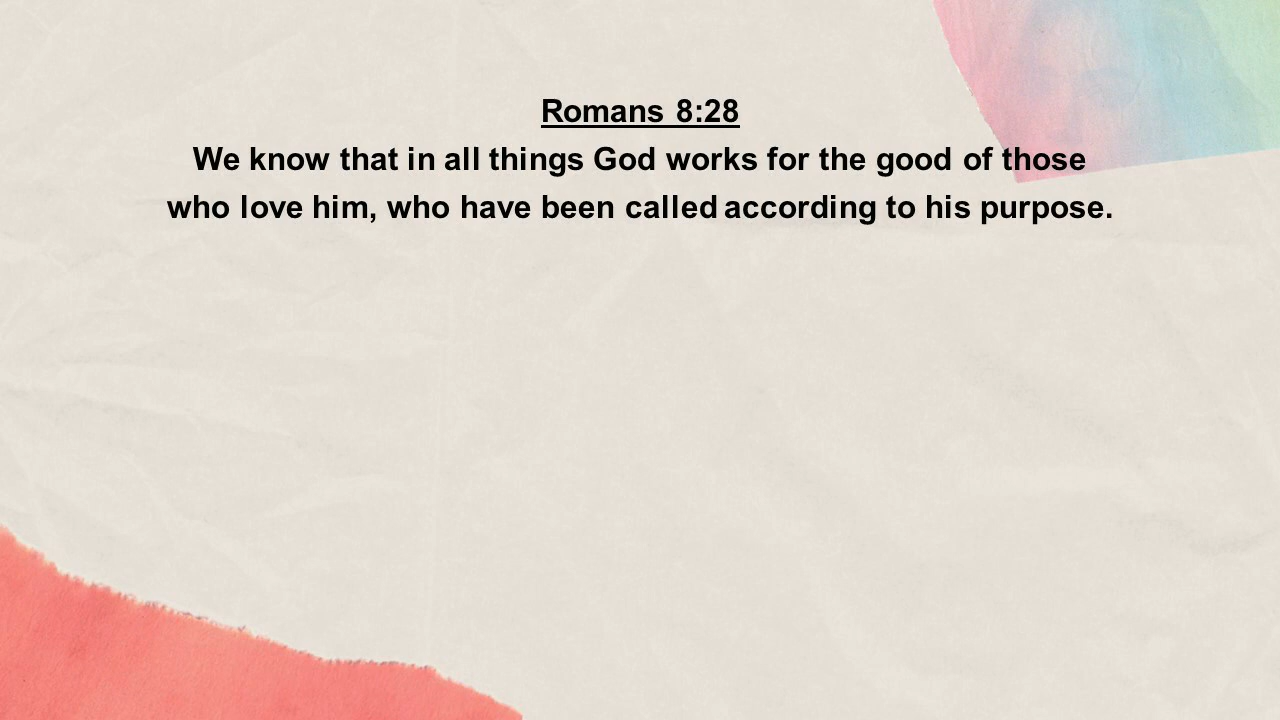 Romans 8:28
We know that in all things God works for the good of those
who love him, who have been called according to his purpose.